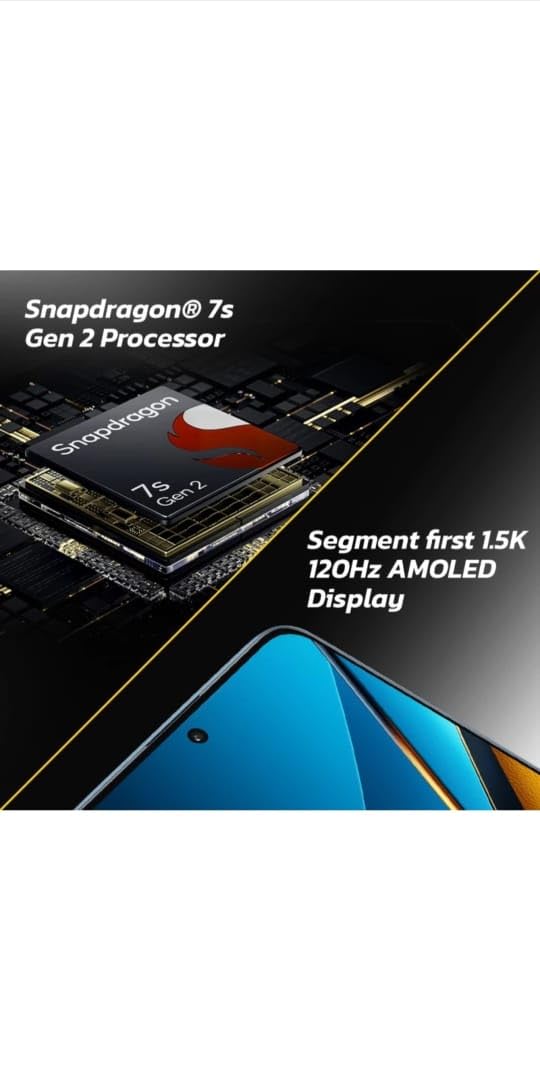 Snapdragon® 7s
Gen 2 Processor
Snapdragon
7s
Gen 2
Segment first 1.5K
120Hz AMOLED
Display